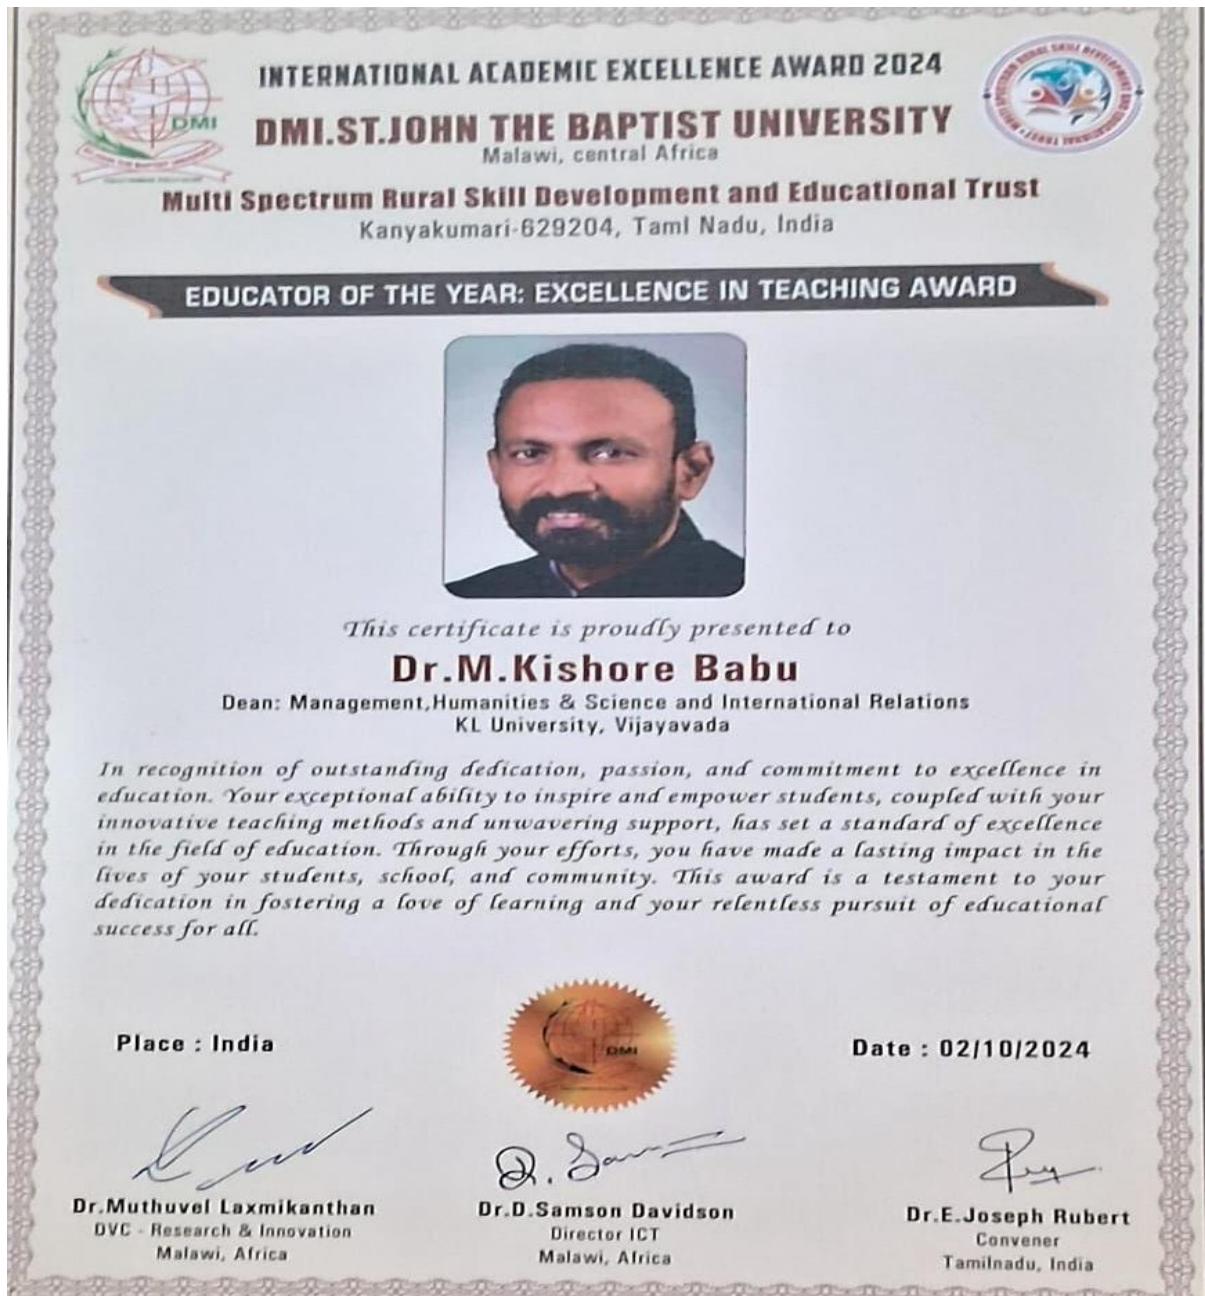 INTERNATIONAL ACADEMIC EXCELLENCE AWARD 2024
DMI
DMI.ST.JOHN THE BAPTIST UNIVERSITY
Malawi, central Africa
Multi Spectrum Rural Skill Development and Educational Trust
Kanyakumari-629204, Taml Nadu, India
EDUCATOR OF THE YEAR: EXCELLENCE IN TEACHING AWARD
This certificate is proudly presented to
Dr.M.Kishore Babu
Dean: Management,Humanities & Science and International Relations
KL University, Vijayavada
In recognition of outstanding dedication, passion, and commitment to excellence in
education. Your exceptional ability to inspire and empower students, coupled with your
innovative teaching methods and unwavering support, has set a standard of excellence
in the field of education. Through your efforts, you have made a lasting impact in the
lives of your students, school, and community. This award is a testament to your
dedication in fostering a love of learning and your relentless pursuit of educational
success for all.
Place : India
DMI
Date : 02/10/2024
Dr.Muthuvel Laxmikanthan
DVC - Research & Innovation
Malawi, Africa
Dr.D.Samson Davidson
Director ICT
Malawi, Africa
Dr.E.Joseph Rubert
Convener
Tamilnadu, India